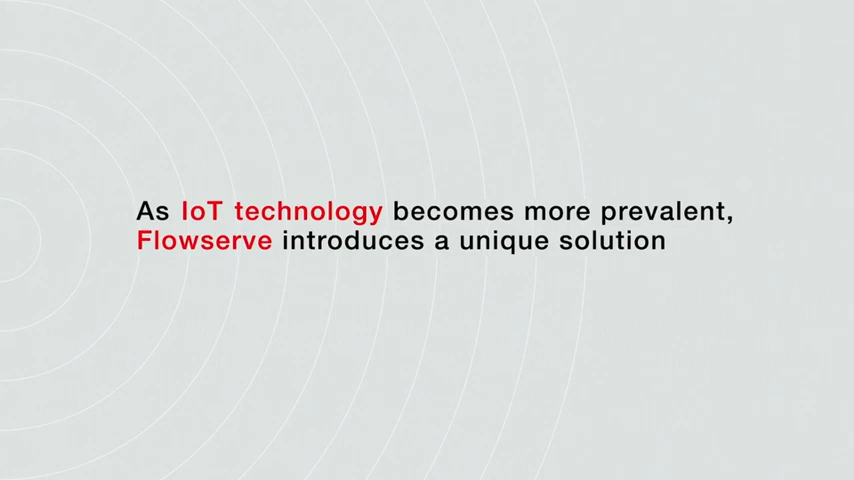 As IoT technology becomes more prevalent,
Flowserve introduces a unique solution